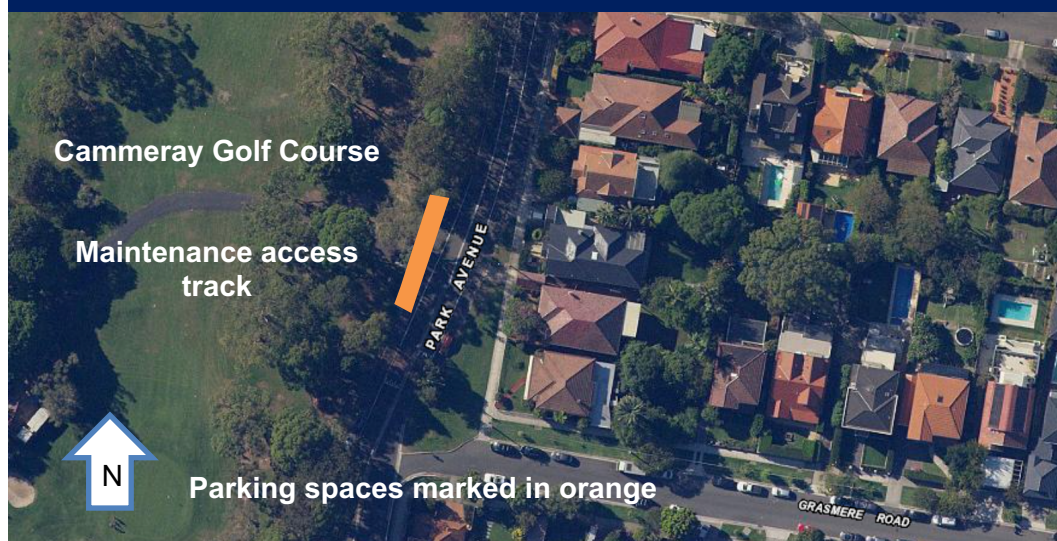 Cammeray Golf Course
Maintenance access
track
PARK AVENUE
N
Parking spaces marked in orange
GRASMERE ROAD